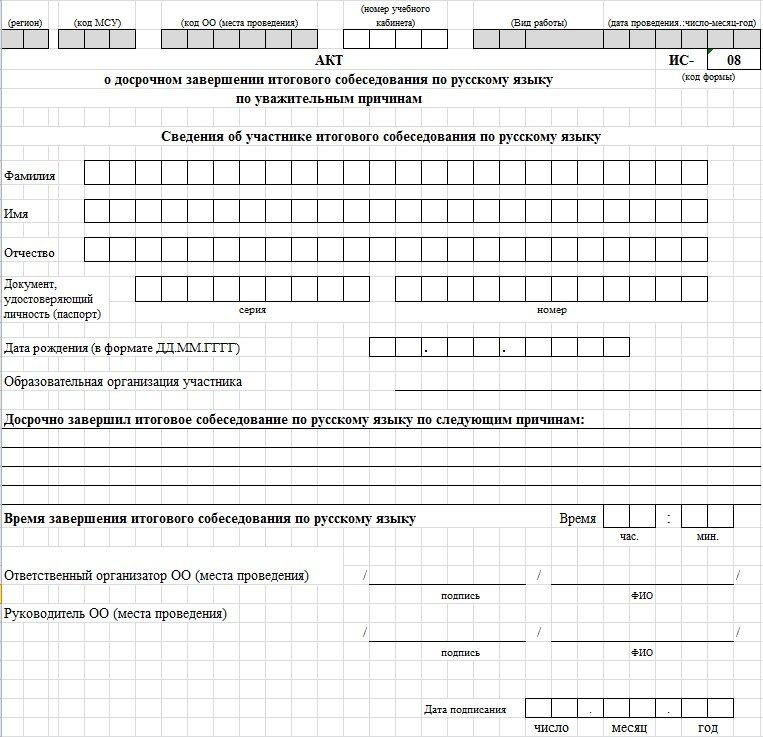 (номер учебного
(регион) (код МСУ) (код ОО (места проведения) кабинета) (Вид работы) (дата проведения.:число-месяц-год)
АКТ ИС- 08
о досрочном завершении итогового собеседования по русскому языку (код формы)
по уважительным причинам
Сведения об участнике итогового собеседования по русскому языку
Фамилия
Имя
Отчество
Документ,
удостоверяющий
личность (паспорт)
серия номер
Дата рождения (в формате ДД.ММ.ГГГГ) . .
Образовательная организация участника
Досрочно завершил итоговое собеседование по русскому языку по следующим причинам:
Время завершения итогового собеседования по русскому языку Время :
час. мин.
Ответственный организатор ОО (места проведения) / / /
подпись ФИО
Руководитель ОО (места проведения)
/ / /
подпись ФИО
Дата подписания . .
число месяц год